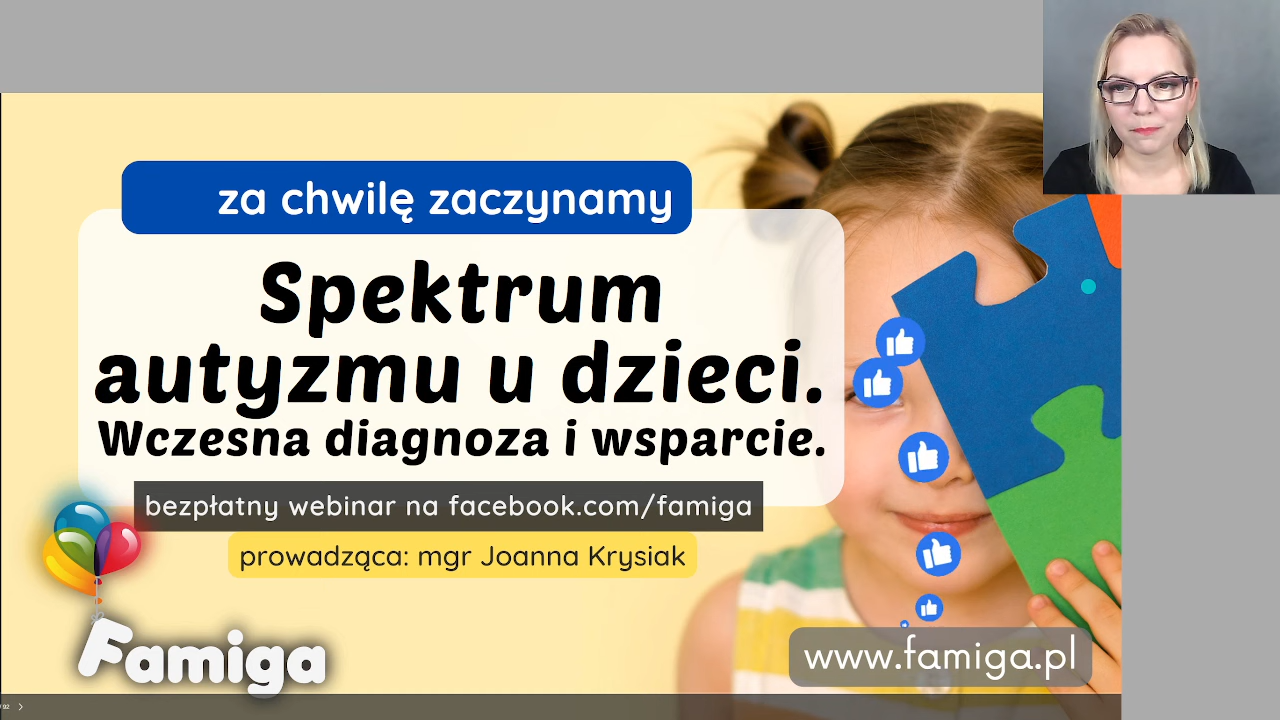 za chwilę zaczynamy
Spektrum
autyzmu u dzieci.
Wczesna diagnoza i wsparcie.
bezpłatny webinar na facebook.com/famiga
prowadząca: mgr Joanna Krysiak
Famiga
www.famiga.pl
/ 92